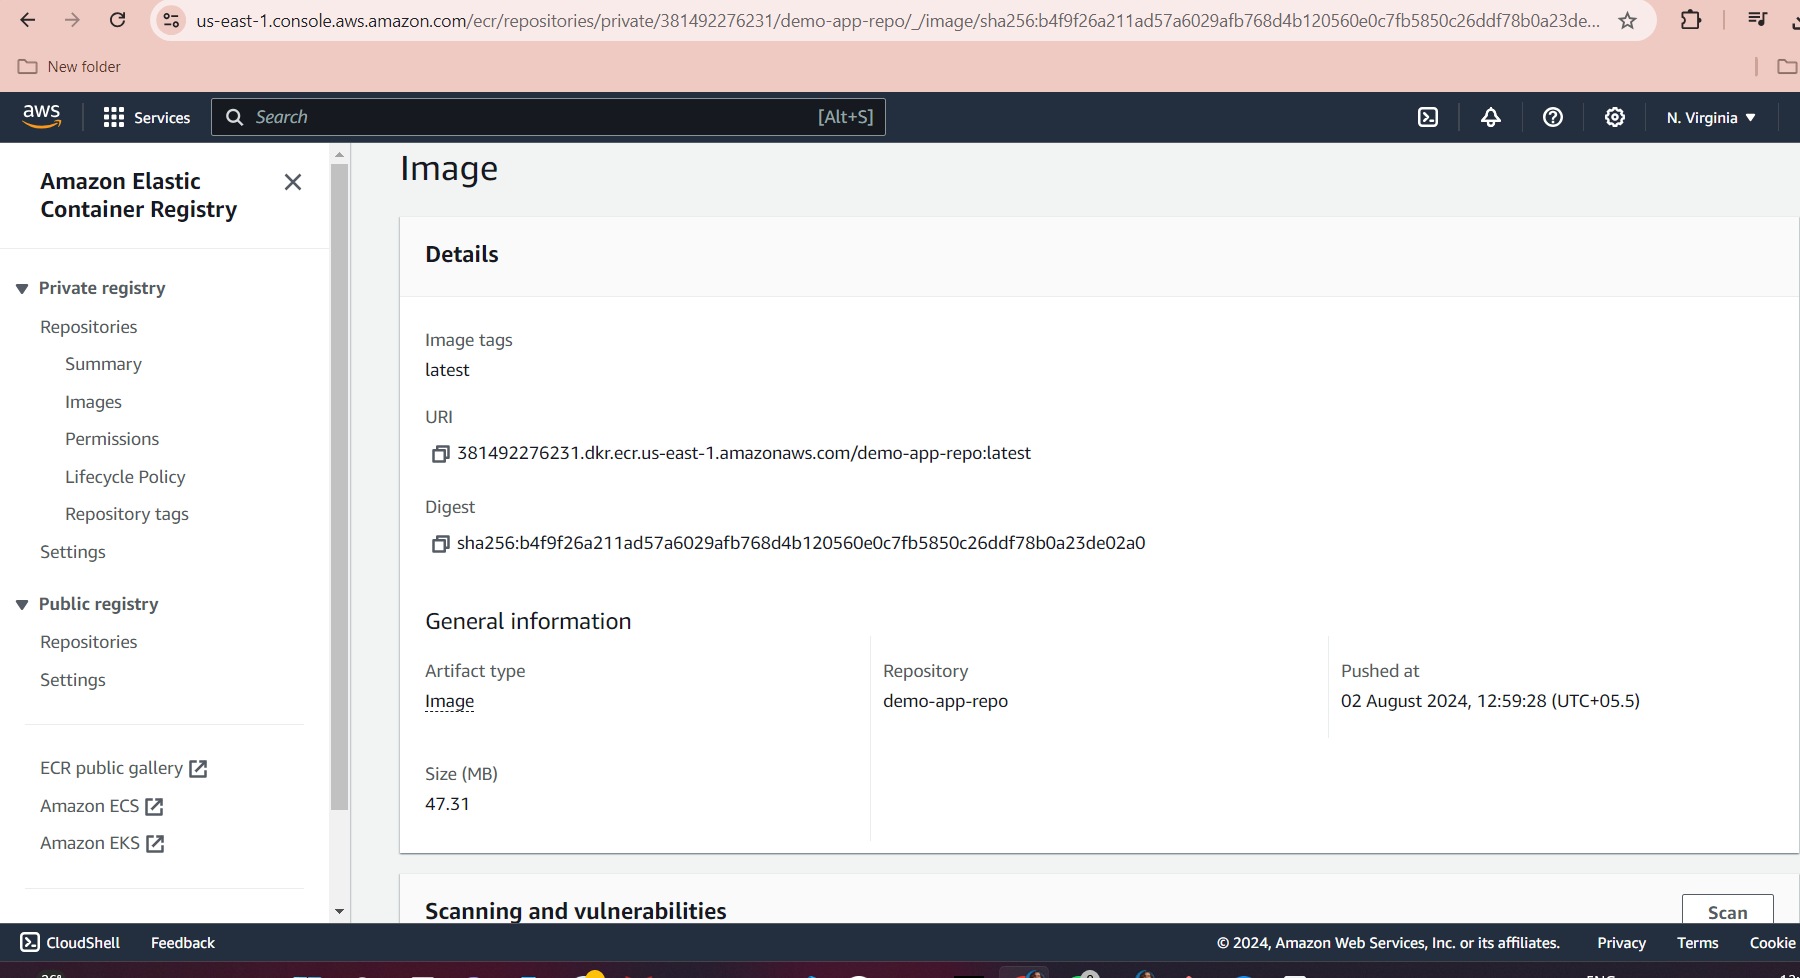 us-east-1.console.aws.amazon.com/ecr/repositories/private/381492276231/demo-app-repo/_/image/sha256:b4f9f26a211ad57a6029afb768d4b120560e0c7fb5850c26ddf78b0a23de...
New folder
aws
Services
Search
[Alt+S]
N. Virginia
Amazon Elastic
Container Registry
Private registry
Repositories
Summary
Images
Permissions
Lifecycle Policy
Repository tags
Settings
Public registry
Repositories
Settings
ECR public gallery
Amazon ECS
Amazon EKS
Image
Details
Image tags
latest
URI
381492276231.dkr.ecr.us-east-1.amazonaws.com/demo-app-repo:latest
Digest
sha256:b4f9f26a211ad57a6029afb768d4b120560e0c7fb5850c26ddf78b0a23de02a0
General information
Artifact type
Image
Repository
demo-app-repo
Pushed at
02 August 2024, 12:59:28 (UTC+05.5)
Size (MB)
47.31
Scanning and vulnerabilities
Scan
CloudShell
Feedback
© 2024, Amazon Web Services, Inc. or its affiliates.
Privacy
Terms
Cookie